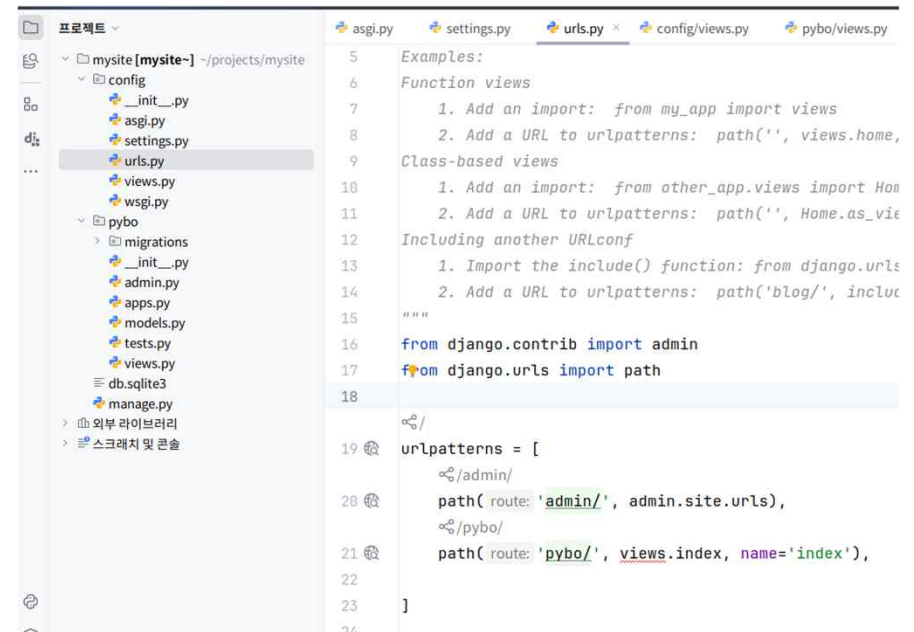 프로젝트
mysite [mysite~] ~/projects/mysite
config
__init__.py
asgi.py
settings.py
urls.py
views.py
wsgi.py
pybo
migrations
__init__.py
admin.py
apps.py
models.py
tests.py
views.py
db.sqlite3
manage.py
외부 라이브러리
스크래치 및 콘솔
dj
asgi.py settings.py urls.py config/views.py pybo/views.py
5 Examples:
6 Function views
7 1. Add an import: from my_app import views
8 2. Add a URL to urlpatterns: path('', views.home,
9 Class-based views
10 1. Add an import: from other_app.views import Hom
11 2. Add a URL to urlpatterns: path('', Home.as_vie
12 Including another URLconf
13 1. Import the include() function: from django.urls
14 2. Add a URL to urlpatterns: path('blog/', includ
15 """
16 from django.contrib import admin
17 from django.urls import path
18
/
19 urlpatterns = [
/admin/
20 path( route: 'admin/', admin.site.urls),
/pybo/
21 path( route: 'pybo/', views.index, name='index'),
22
23 ]
24